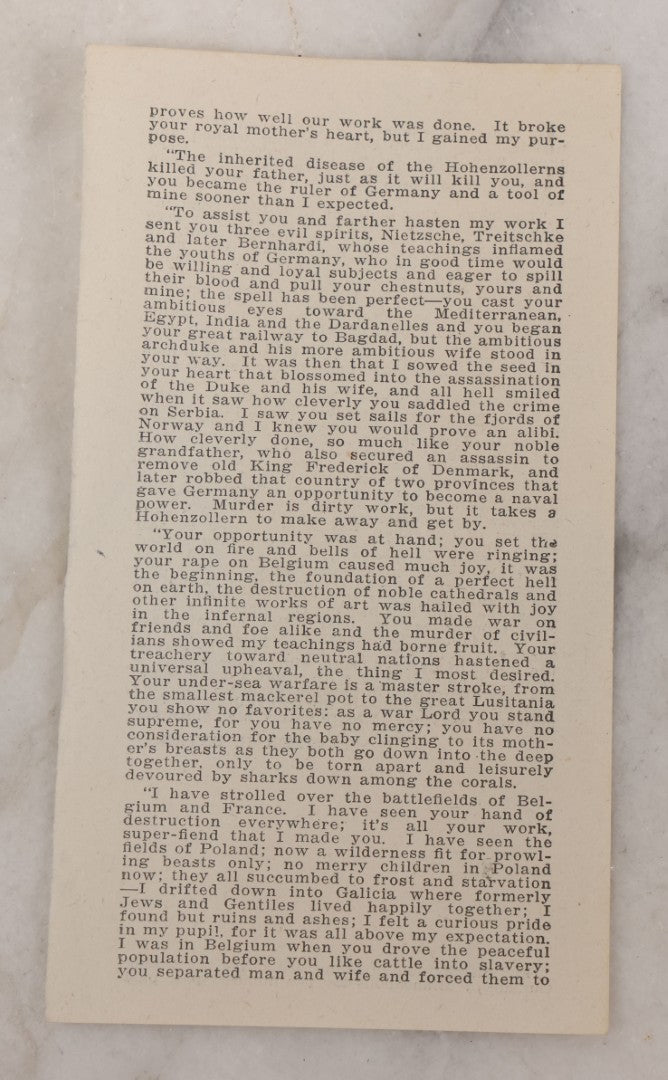 proves how well our work was done. It broke
your royal mother's heart, but I gained my pur-
pose.
"The inherited disease of the Hohenzollerns
killed your father, just as it will kill you, and
you became the ruler of Germany and a tool of
mine sooner than I expected.
"To assist you and farther hasten my work I
sent you three evil spirits, Nietzsche, Treitschke
and later Bernhardi, whose teachings inflamed
the youths of Germany, who in good time would
be willing and loyal subjects and eager to spill
their blood and pull your chestnuts, yours and
mine; the spell has been perfect—you cast your
ambitious eyes toward the Mediterranean,
Egypt, India and the Dardanelles and you began
your great railway to Bagdad, but the ambitious
archduke and his more ambitious wife stood in
your way. It was then that I sowed the seed in
your heart that blossomed into the assassination
of the Duke and his wife, and all hell smiled
when it saw how cleverly you saddled the crime
on Serbia. I saw you set sails for the fjords of
Norway and I knew you would prove an alibi.
How cleverly done, so much like your noble
grandfather, who also secured an assassin to
remove old King Frederick of Denmark, and
later robbed that country of two provinces that
gave Germany an opportunity to become a naval
power. Murder is dirty work, but it takes a
Hohenzollern to make away and get by.
"Your opportunity was at hand; you set the
world on fire and bells of hell were ringing;
your rape on Belgium caused much joy, it was
the beginning, the foundation of a perfect hell
on earth, the destruction of noble cathedrals and
other infinite works of art was hailed with joy
in the infernal regions. You made war on
friends and foe alike and the murder of civil-
ians showed my teachings had borne fruit. Your
treachery toward neutral nations hastened a
universal upheaval, the thing I most desired.
Your under-sea warfare is a master stroke, from
the smallest mackerel pot to the great Lusitania
you show no favorites; as a war Lord you stand
supreme, for you have no mercy; you have no
consideration for the baby clinging to its moth-
er's breasts as they both go down into the deep
together, only to be torn apart and leisurely
devoured by sharks down among the corals.
"I have strolled over the battlefields of Bel-
gium and France. I have seen your hand of
destruction everywhere; it's all your work,
super-fiend that I made you. I have seen the
fields of Poland; now a wilderness fit for prowl-
ing beasts only; no merry children in Poland
now; they all succumbed to frost and starvation
—I drifted down into Galicia where formerly
Jews and Gentiles lived happily together; I
found but ruins and ashes; I felt a curious pride
in my pupil, for it was all above my expectation.
I was in Belgium when you drove the peaceful
population before you like cattle into slavery;
you separated man and wife and forced them to